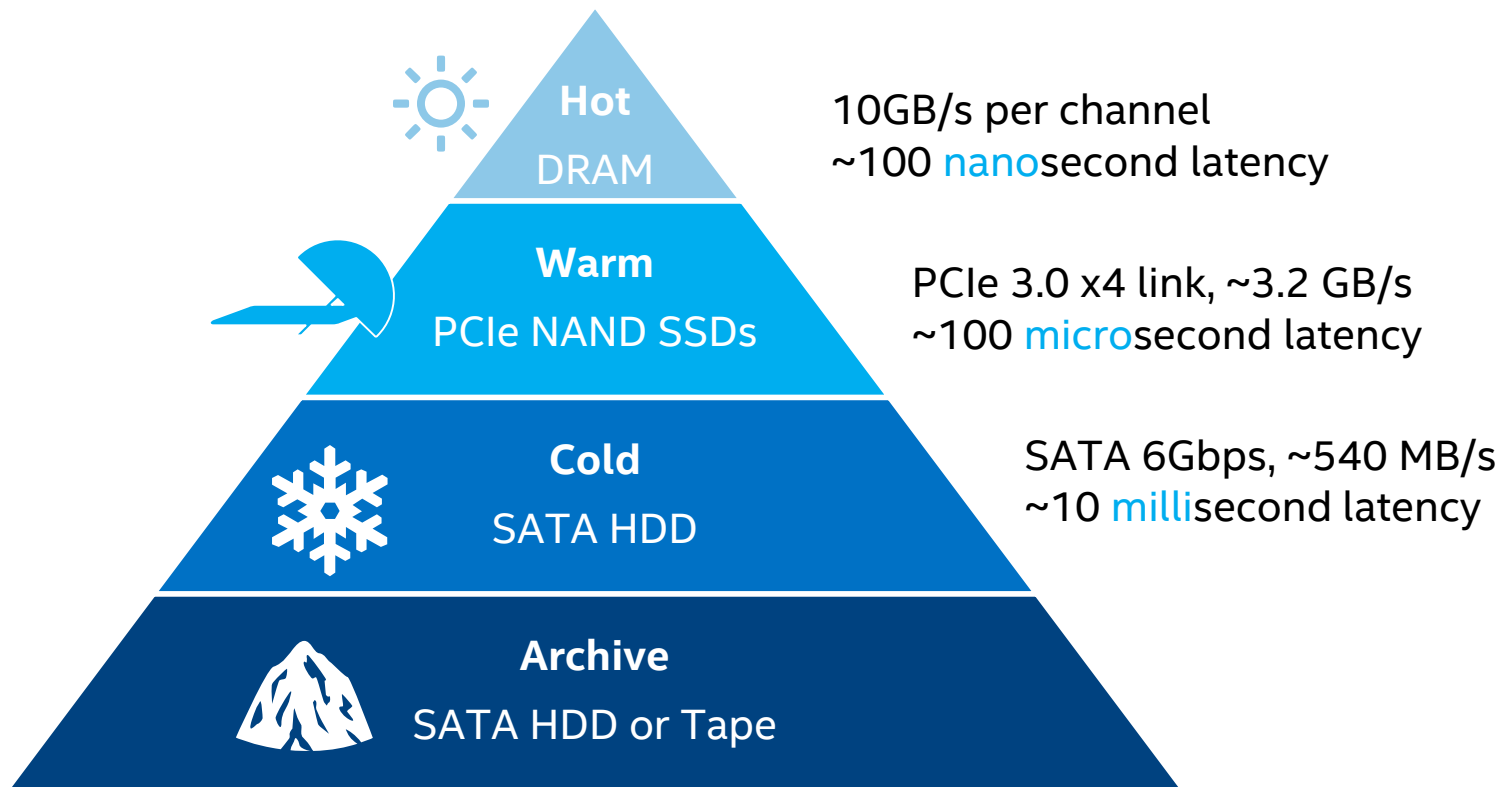 Hot
DRAM
10GB/s per channel
~100 nanosecond latency
Warm
PCIe NAND SSDs
PCIe 3.0 x4 link, ~3.2 GB/s
~100 microsecond latency
Cold
SATA HDD
SATA 6Gbps, ~540 MB/s
~10 millisecond latency
Archive
SATA HDD or Tape